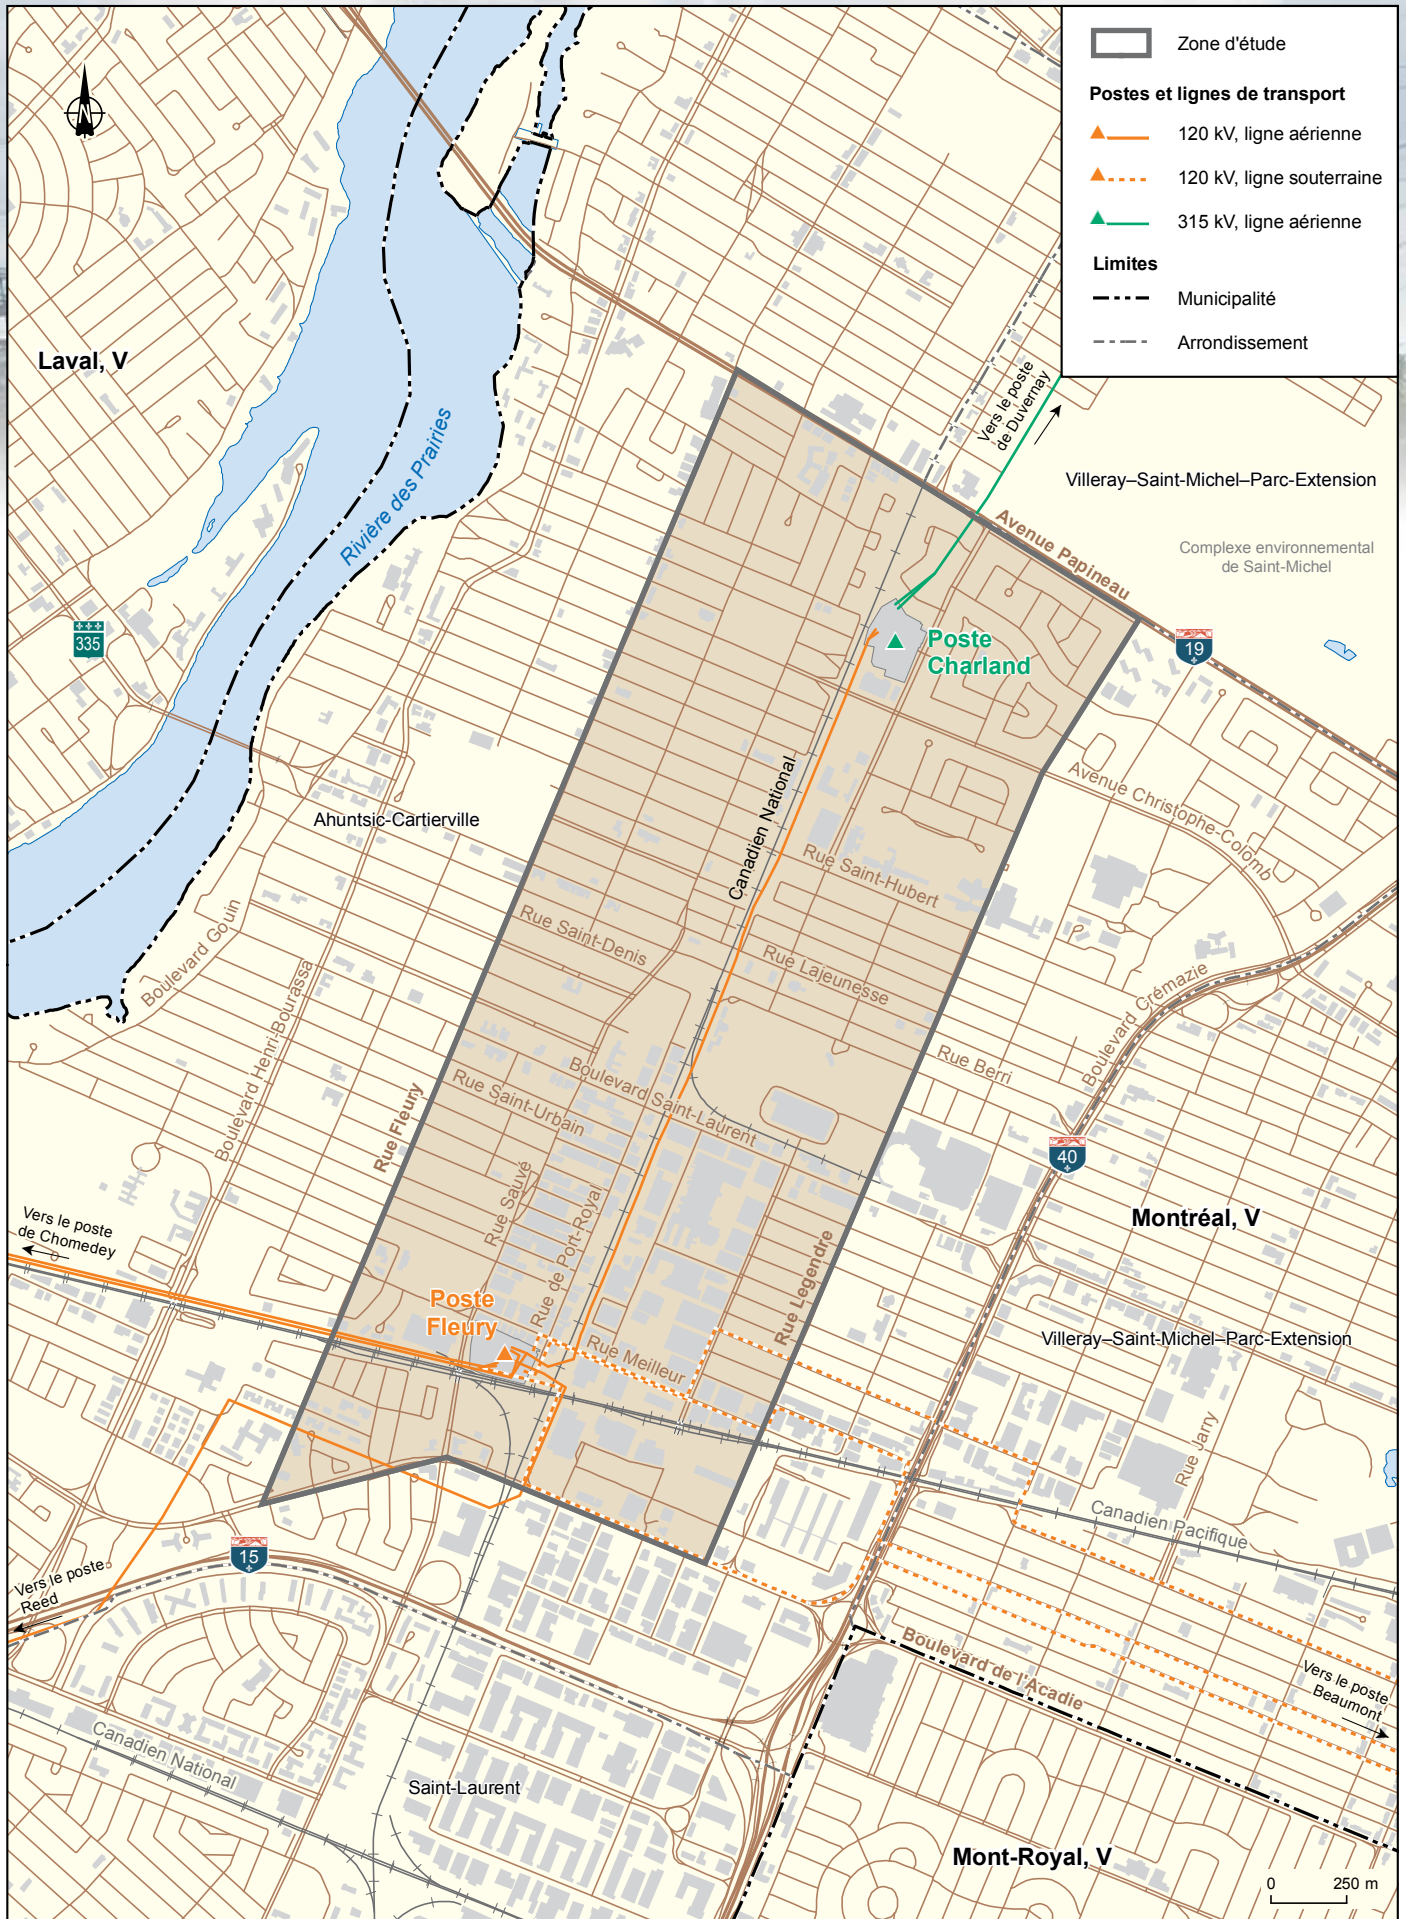 Zone d'étude
Postes et lignes de transport
120 kV, ligne aérienne
120 kV, ligne souterraine
315 kV, ligne aérienne
Limites
Municipalité
Arrondissement
N
Laval, V
Rivière des Prairies
Vers le poste
de Duvernay
Villeray–Saint-Michel–Parc-Extension
Complexe environnemental
de Saint-Michel
Avenue Papineau
335
19
Poste
Charland
Avenue Christophe-Colomb
Ahuntsic-Cartierville
Canadien National
Rue Saint-Hubert
Rue Saint-Denis
Rue Lajeunesse
Boulevard Gouin
Boulevard Henri-Bourassa
Boulevard Crémazie
Rue Berri
Boulevard Saint-Laurent
Rue Saint-Urbain
Rue Fleury
Rue Sauvé
Rue de Port-Royal
40
Montréal, V
Vers le poste
de Chomedey
Rue Legendre
Poste
Fleury
Rue Meilleur
Villeray–Saint-Michel–Parc-Extension
Rue Jarry
Canadien Pacifique
15
Vers le poste
Reed
Boulevard de l'Acadie
Vers le poste
Beaumont
Canadien National
Saint-Laurent
Mont-Royal, V
0 250 m